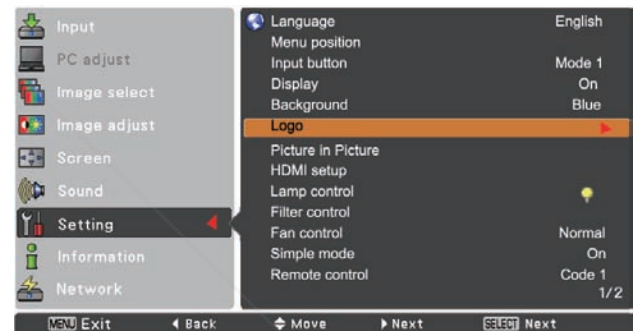 Input
PC adjust
Image select
Image adjust
Screen
Sound
Setting
Information
Network
Language English
Menu position
Input button Mode 1
Display On
Background Blue
Logo
Picture in Picture
HDMI setup
Lamp control
Filter control
Fan control Normal
Simple mode On
Remote control Code 1
1/2
MENU Exit Back Move Next SELECT Next